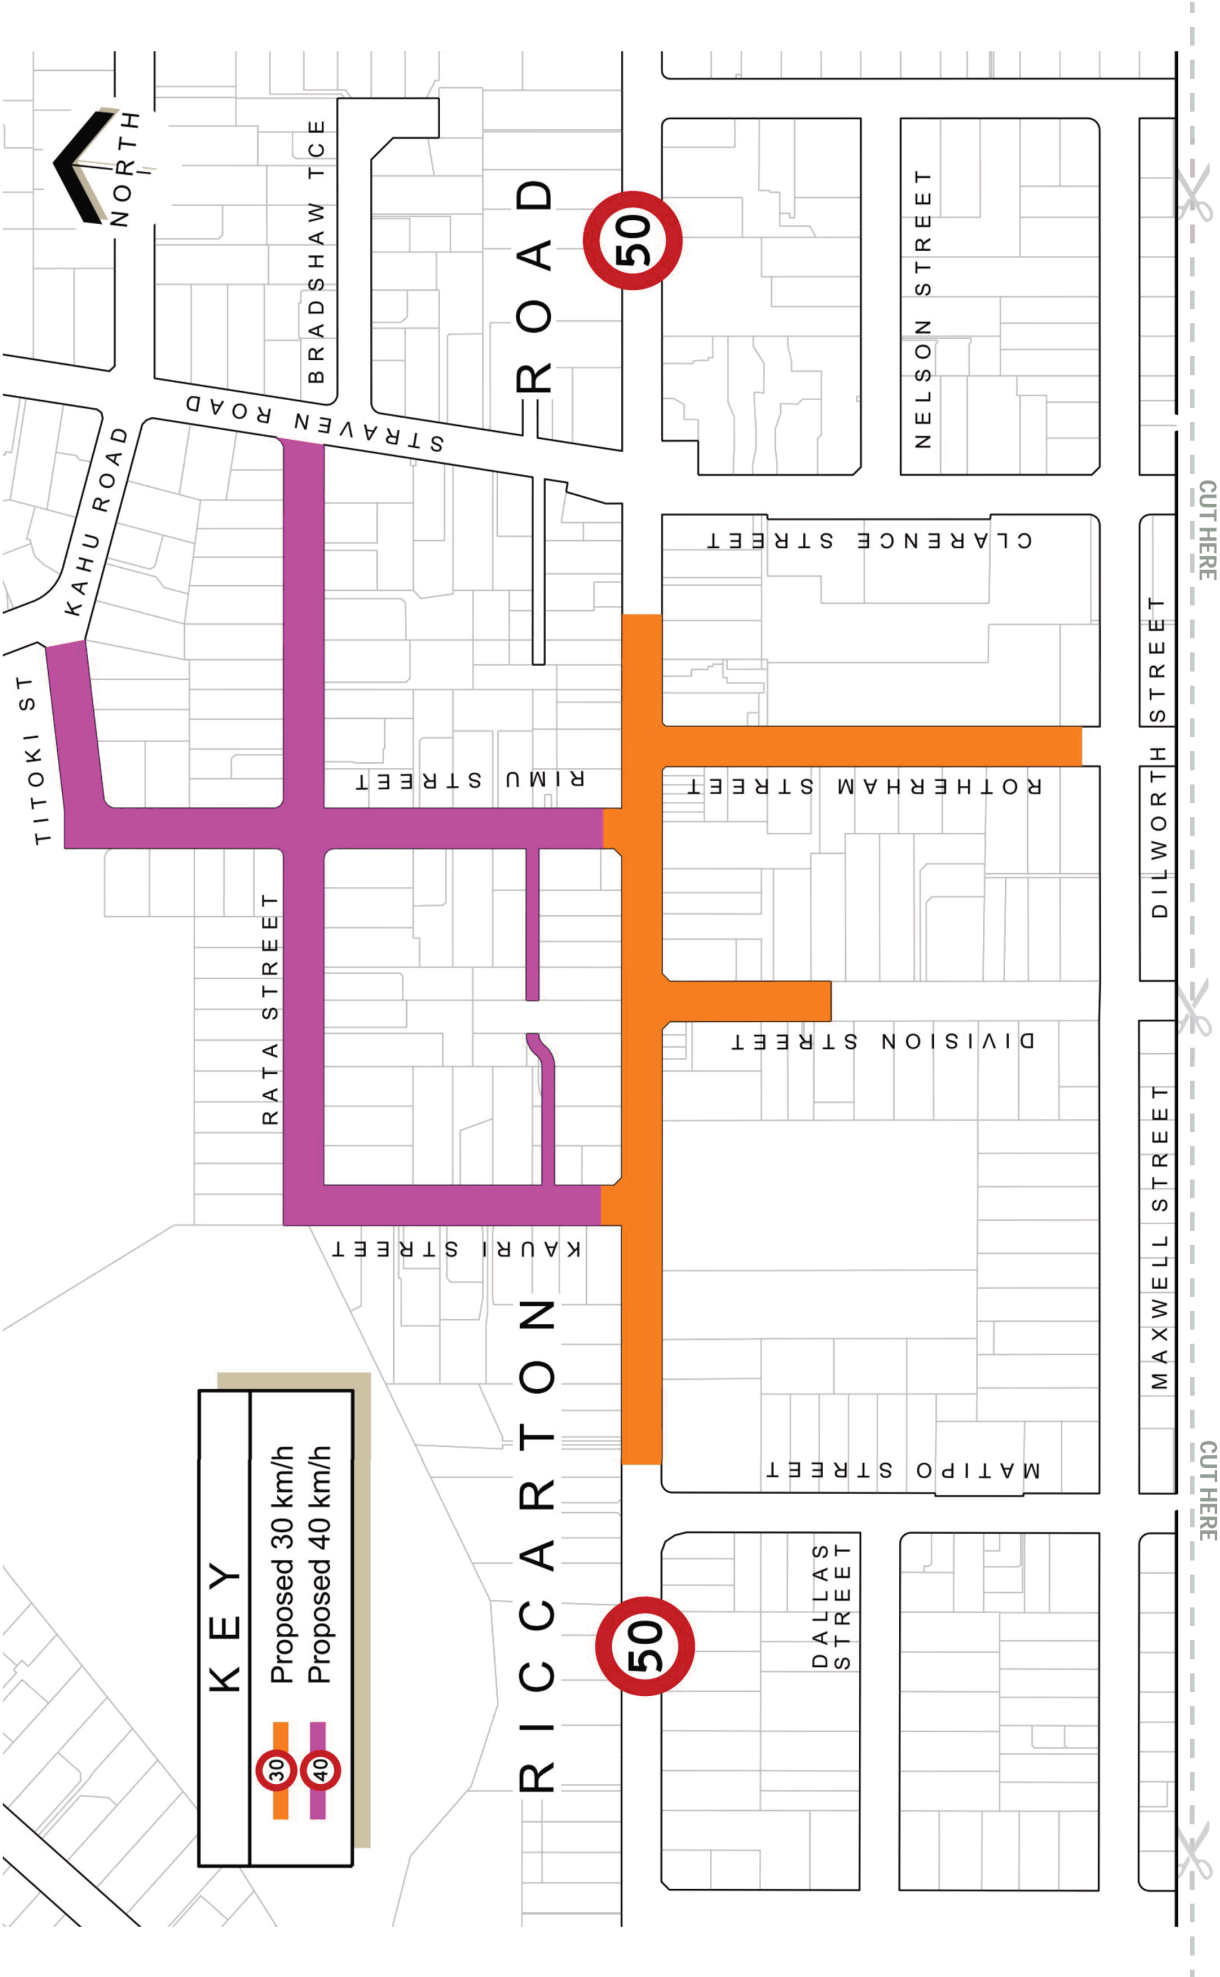 NORTH
BRADSHAW TCE
STRAVEN ROAD
KAHU ROAD
TITOKI ST
RIMU STREET
RATA STREET
KAURI STREET
RICCARTON ROAD
50
50
NELSON STREET
CLARENCE STREET
ROTHERHAM STREET
DILWORTH STREET
DIVISION STREET
MAXWELL STREET
MATIPO STREET
DALLAS
STREET
KEY
30 Proposed 30 km/h
40 Proposed 40 km/h
CUT HERE
CUT HERE